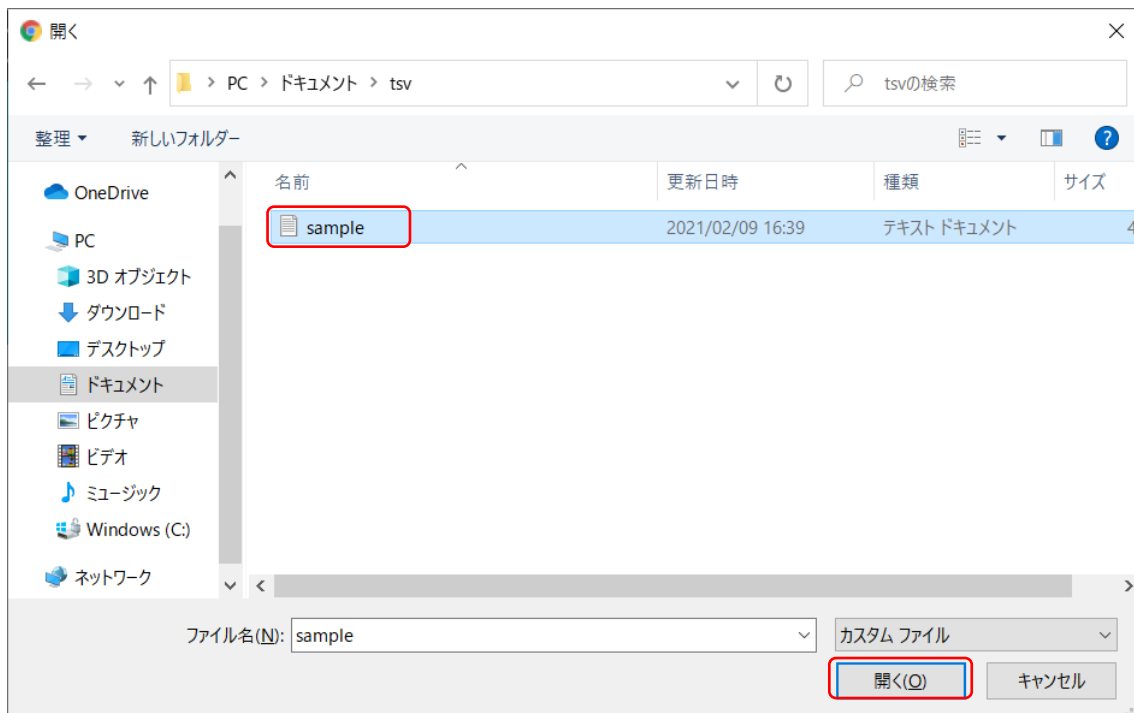 開く
PC > ドキュメント > tsv
tsvの検索
整理
新しいフォルダー
名前
更新日時
種類
サイズ
sample
2021/02/09 16:39
テキスト ドキュメント
4
OneDrive
PC
3D オブジェクト
ダウンロード
デスクトップ
ドキュメント
ピクチャ
ビデオ
ミュージック
Windows (C:)
ネットワーク
ファイル名(N):
sample
カスタム ファイル
開く(O)
キャンセル